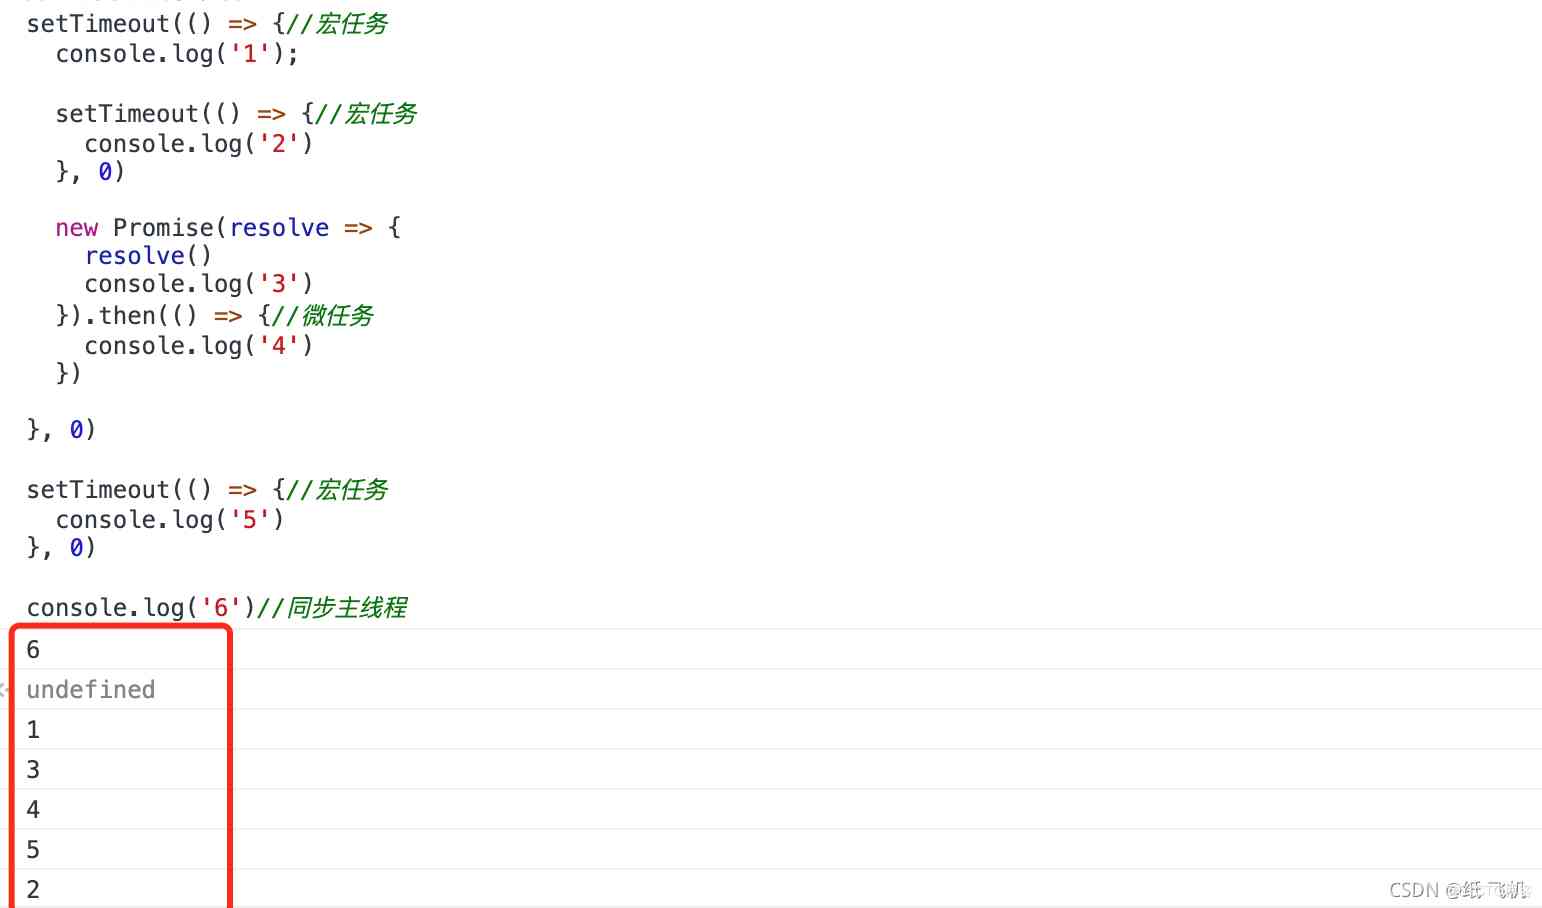 setTimeout(() => {//宏任务
  console.log('1');
  setTimeout(() => {//宏任务
    console.log('2')
  }, 0)
  new Promise(resolve => {
    resolve()
    console.log('3')
  }).then(() => {//微任务
    console.log('4')
  })
}, 0)
setTimeout(() => {//宏任务
  console.log('5')
}, 0)
console.log('6')//同步主线程
6
undefined
1
3
4
5
2
CSDN @纸飞机